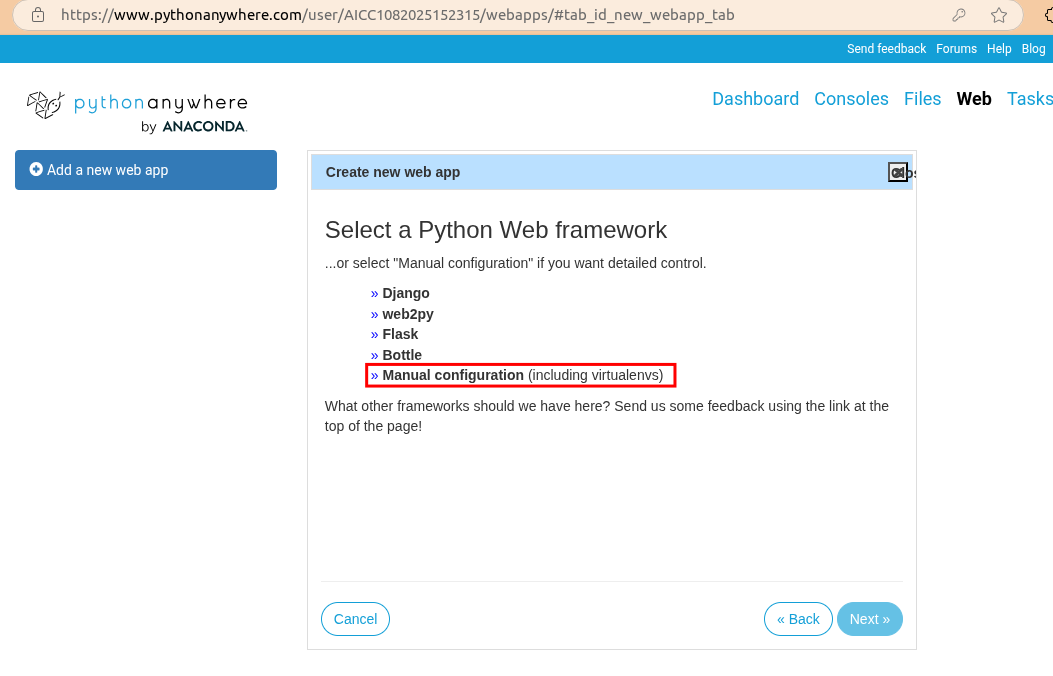 https://www.pythonanywhere.com/user/AICC1082025152315/webapps/#tab_id_new_webapp_tab
Send feedback Forums Help Blog
pythonanywhere
by ANACONDA.
Dashboard Consoles Files Web Tasks
Add a new web app
Create new web app
Select a Python Web framework
...or select "Manual configuration" if you want detailed control.
» Django
» web2py
» Flask
» Bottle
» Manual configuration (including virtualenvs)
What other frameworks should we have here? Send us some feedback using the link at the
top of the page!
Cancel
« Back
Next »